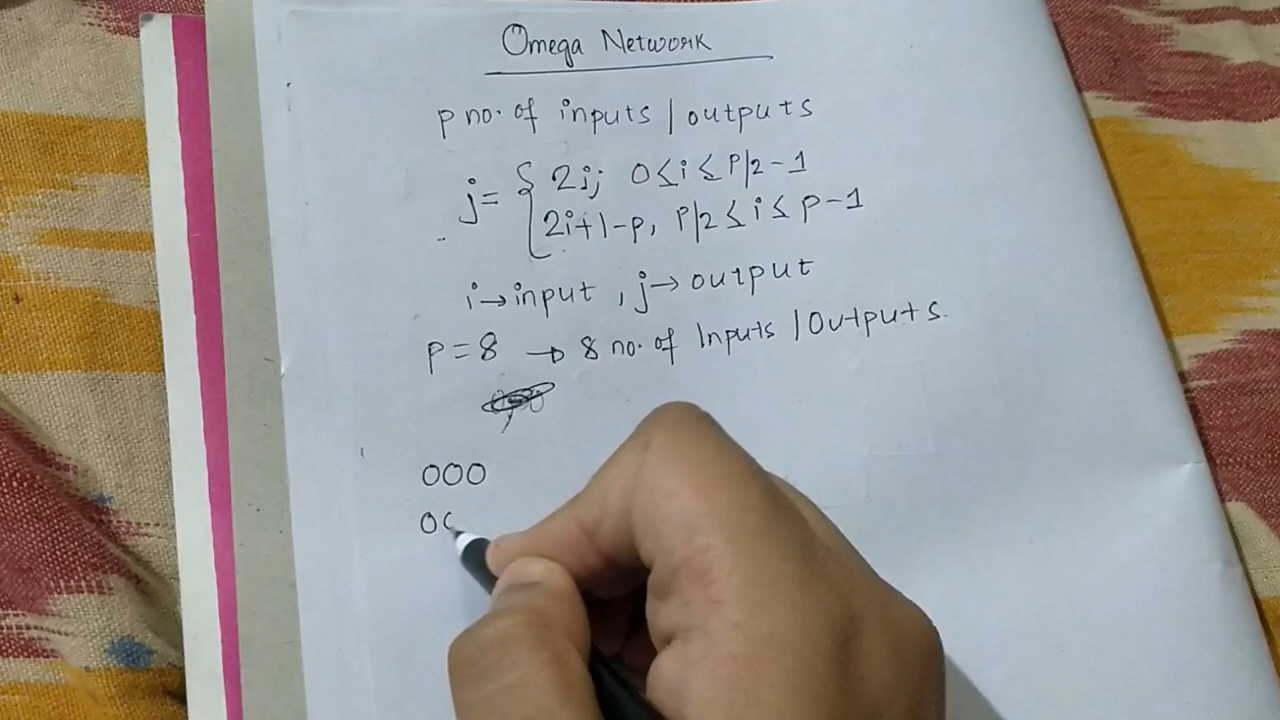 Omega Network
p no. of inputs | outputs
j = { 2i; 0 ≤ i ≤ P/2 - 1
2i+1-p, P/2 ≤ i ≤ p-1
i → input, j → output
p = 8 → 8 no. of Inputs | Outputs.
000
00